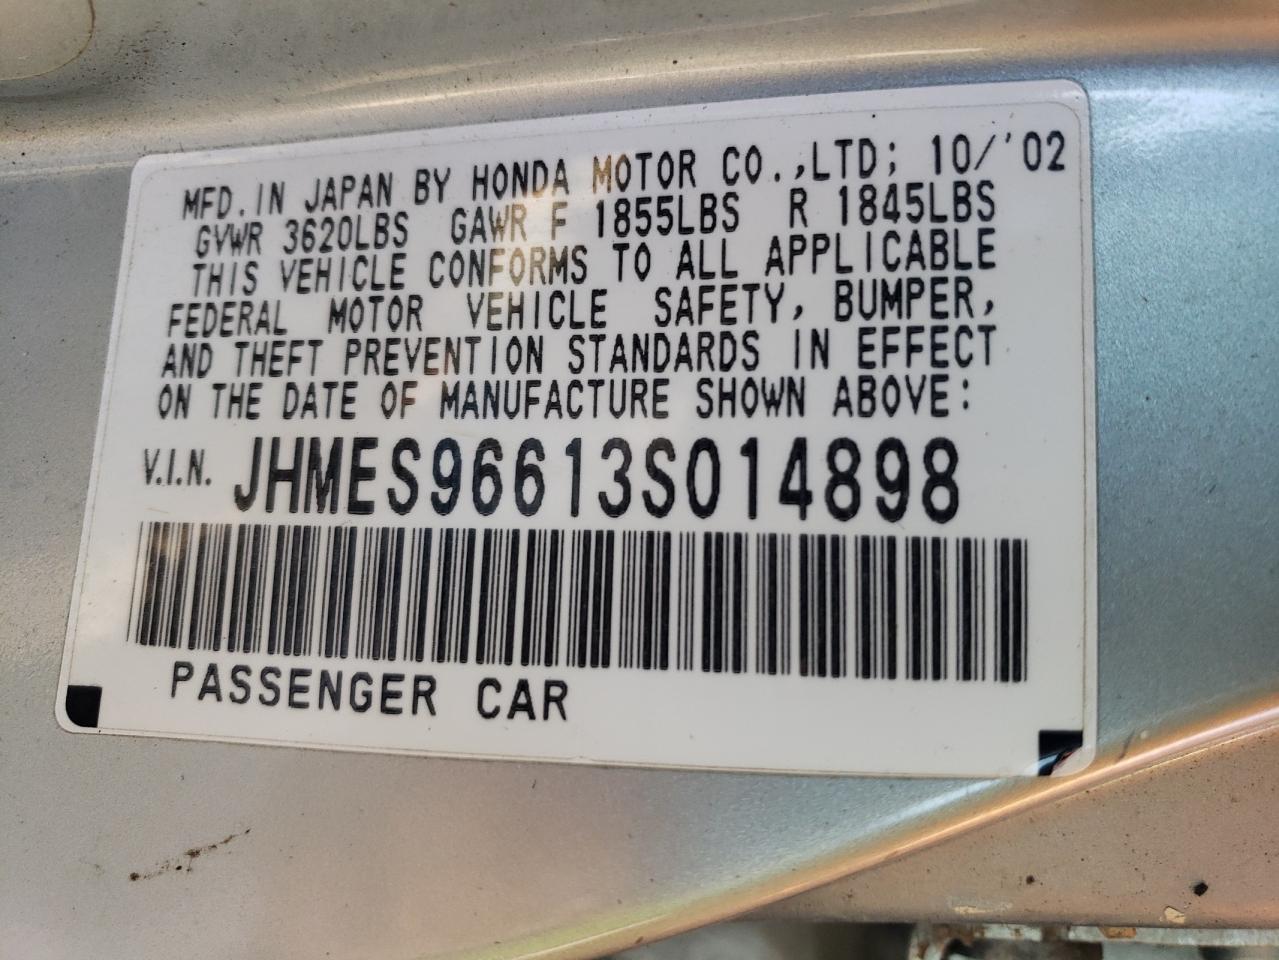 MFD. IN JAPAN BY HONDA MOTOR CO.,LTD; 10/'02
GVWR 3620LBS GAWR F 1855LBS R 1845LBS
THIS VEHICLE CONFORMS TO ALL APPLICABLE
FEDERAL MOTOR VEHICLE SAFETY, BUMPER,
AND THEFT PREVENTION STANDARDS IN EFFECT
ON THE DATE OF MANUFACTURE SHOWN ABOVE:
V.I.N. JHMES96613S014898
PASSENGER CAR